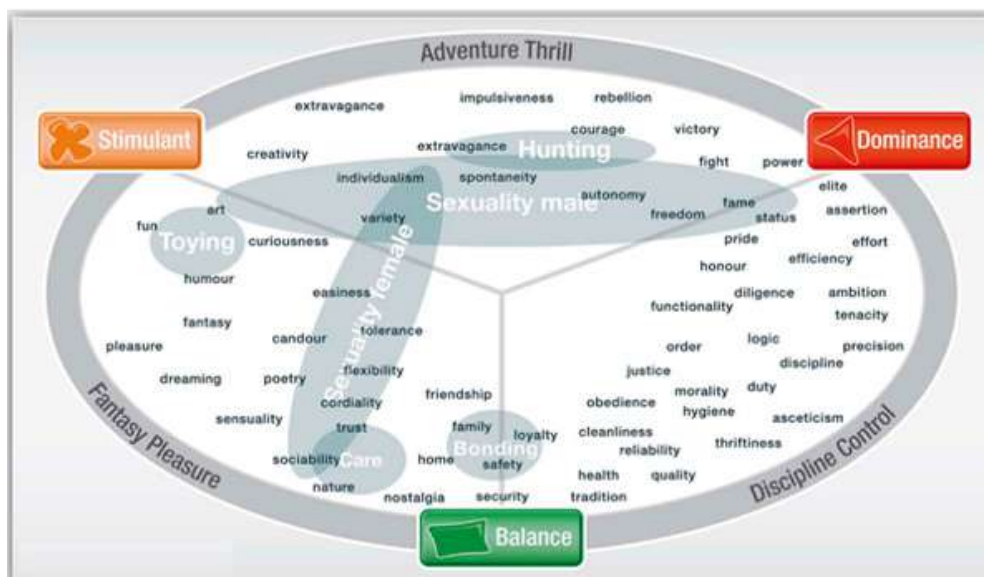 Adventure Thrill
extravagance
impulsiveness
rebellion
Stimulant
courage
victory
Dominance
creativity
extravagance
Hunting
fight
power
individualism
spontaneity
elite
Sexuality male
autonomy
fame
art
variety
freedom
status
assertion
fun
Toying
curiousness
pride
effort
honour
efficiency
humour
easiness
Sexuality female
diligence
ambition
functionality
tenacity
fantasy
candour
tolerance
logic
pleasure
order
precision
dreaming
poetry
flexibility
justice
discipline
friendship
morality
duty
cordiality
obedience
hygiene
sensuality
asceticism
trust
family
loyalty
cleanliness
thriftiness
Fantasy Pleasure
sociability
Care
home
Bonding
safety
reliability
Discipline Control
nature
nostalgia
security
health
quality
tradition
Balance